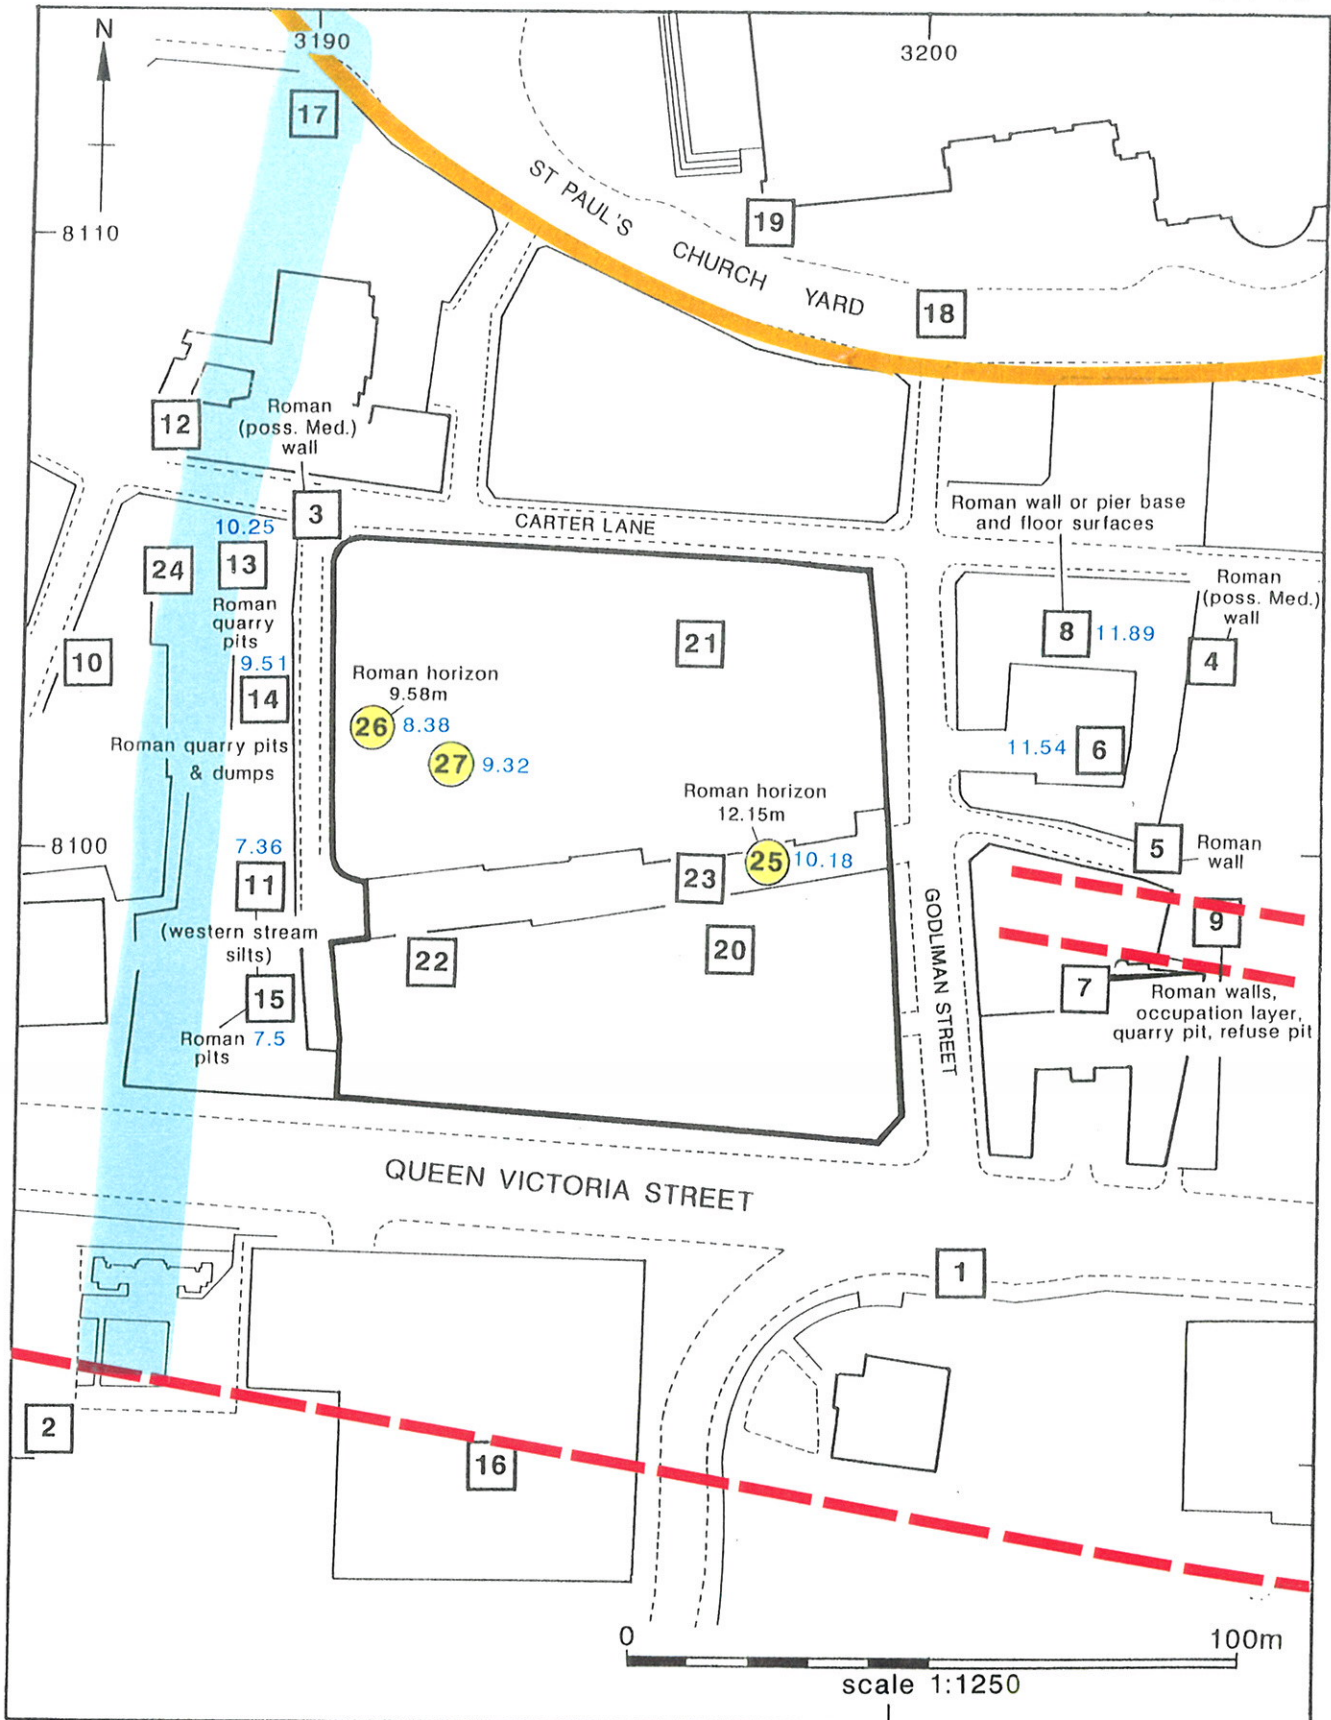 N
3190
3200
17
ST PAUL'S CHURCH YARD
19
8110
18
12
Roman
(poss. Med.)
wall
3
CARTER LANE
Roman wall or pier base
and floor surfaces
10.25
24
13
Roman
quarry
pits
Roman
(poss. Med.)
wall
8
11.89
21
4
10
9.51
14
Roman horizon
9.58m
26
8.38
Roman quarry pits
& dumps
27
9.32
11.54
6
Roman horizon
12.15m
8100
7.36
25
10.18
5
Roman
wall
11
23
GODLIMAN STREET
9
(western stream
silts)
22
20
15
7
Roman walls,
occupation layer,
quarry pit, refuse pit
Roman
pits
7.5
QUEEN VICTORIA STREET
1
2
16
0
100m
scale 1:1250